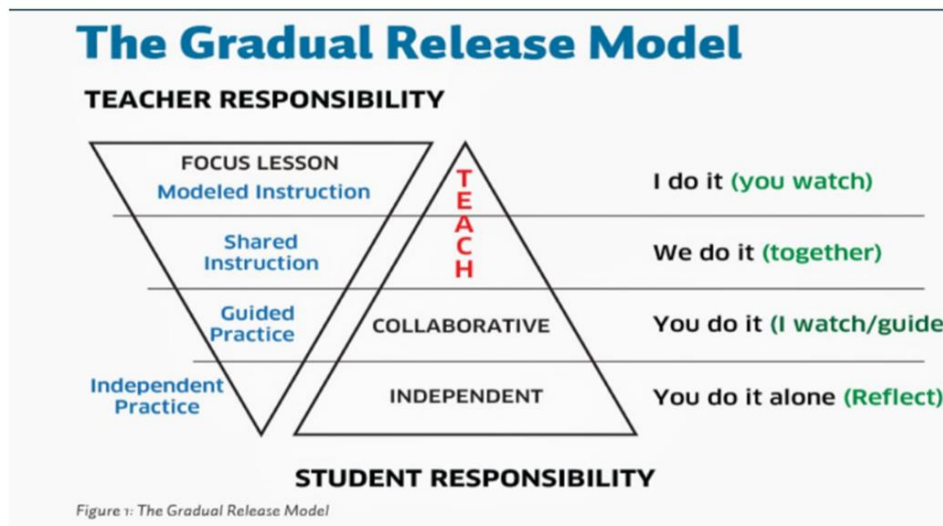 The Gradual Release Model
TEACHER RESPONSIBILITY
FOCUS LESSON
Modeled Instruction
TEACH
I do it (you watch)
Shared
Instruction
We do it (together)
Guided
Practice
COLLABORATIVE
You do it (I watch/guide
Independent
Practice
INDEPENDENT
You do it alone (Reflect)
STUDENT RESPONSIBILITY
Figure 1: The Gradual Release Model